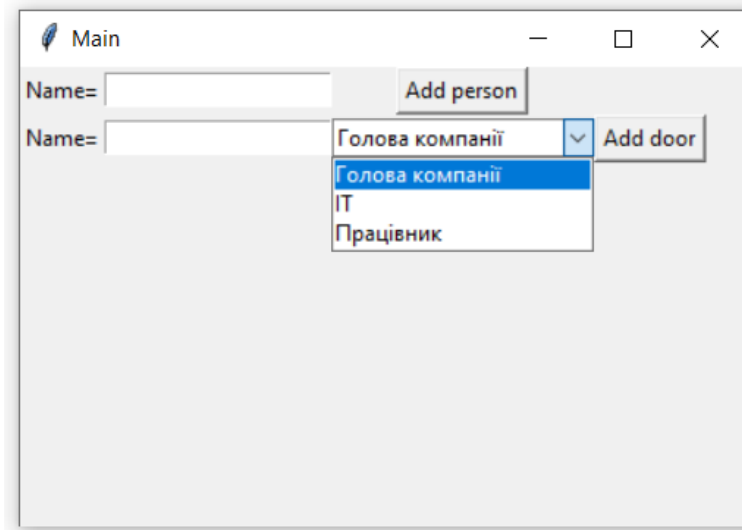 Main
Name= Add person
Name= Голова компанії Add door
Голова компанії
IT
Працівник